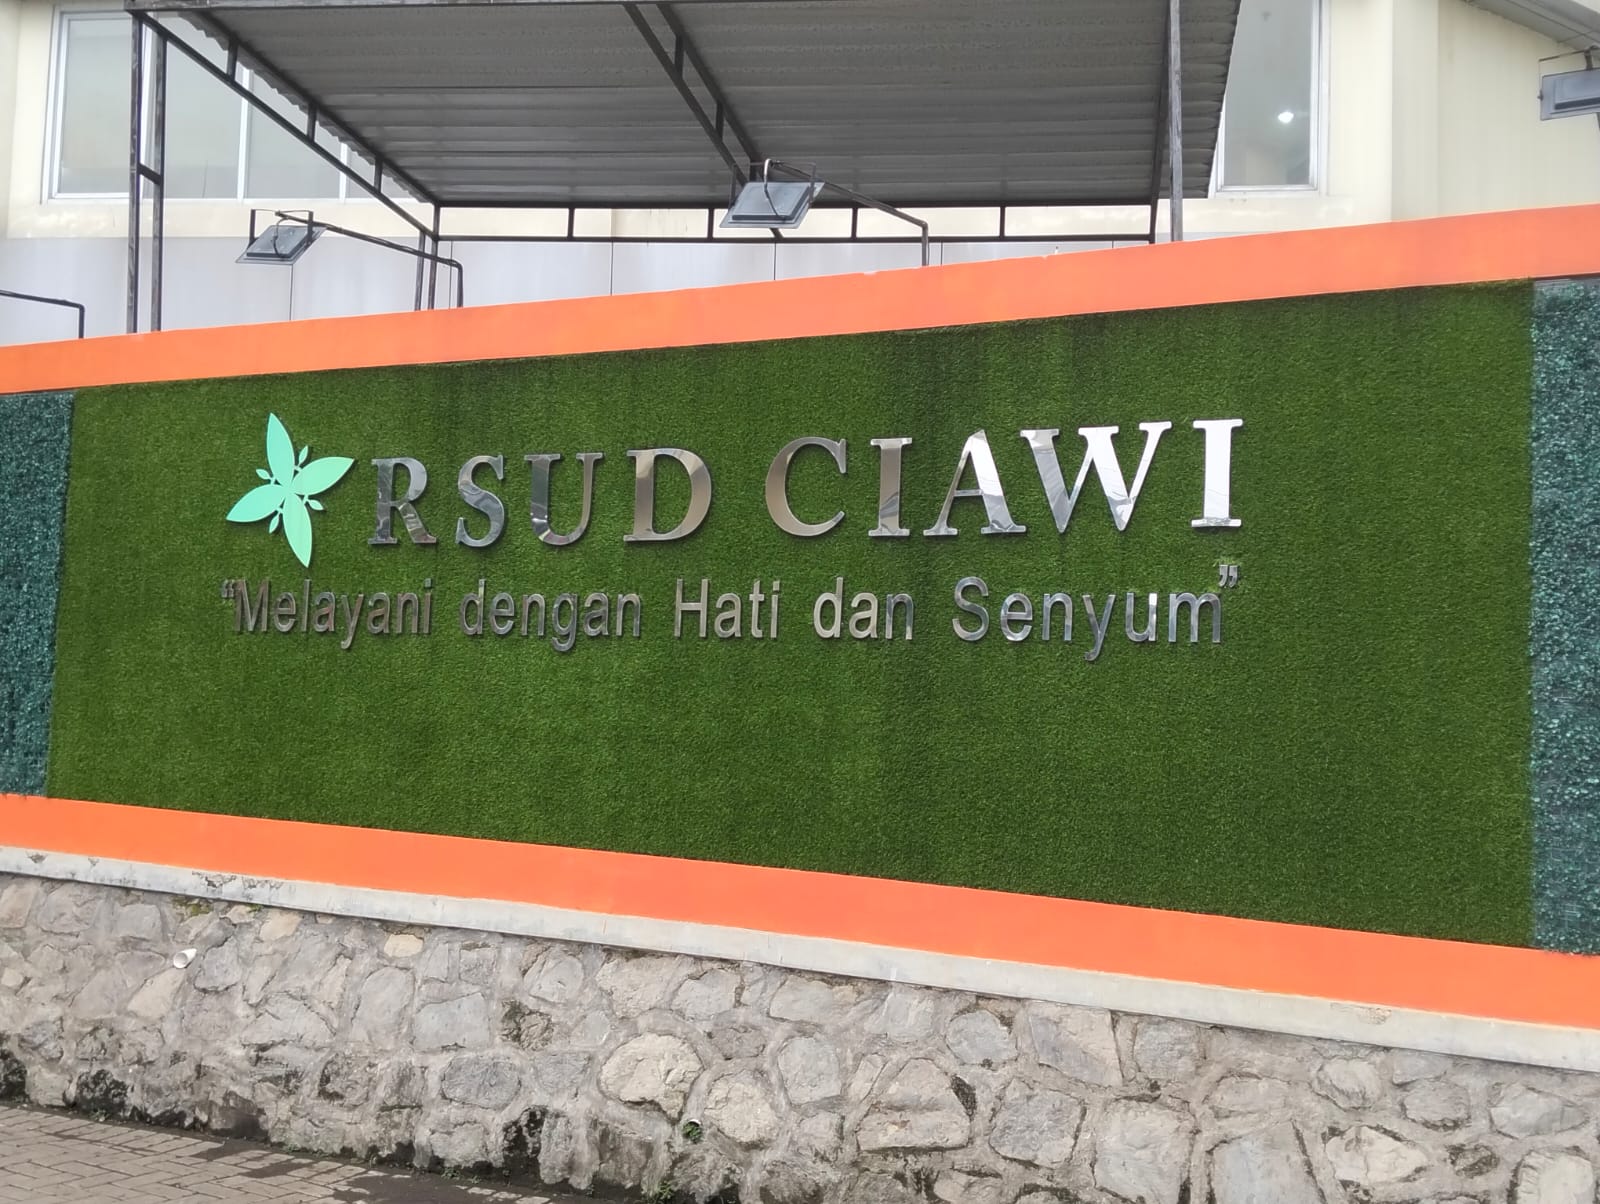 RSUD CIAWI
“Melayani dengan Hati dan Senyum”